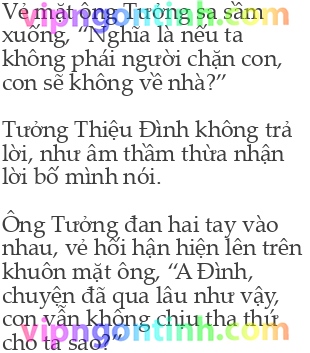 Vẻ mặt ông Tưởng sa sầm
vipngontinh.com
xuống, “Nghĩa là nếu ta
không phái người chặn con,
con sẽ không về nhà?”
Tưởng Thiệu Đình không trả
lời, như âm thầm thừa nhận
lời bố mình nói.
Ông Tưởng đan hai tay vào
nhau, vẻ hối hận hiện lên trên
khuôn mặt ông, “A Đình,
chuyện đã qua lâu như vậy,
con vẫn không chịu tha thứ
vipngontinh.com
cho ta sao?”